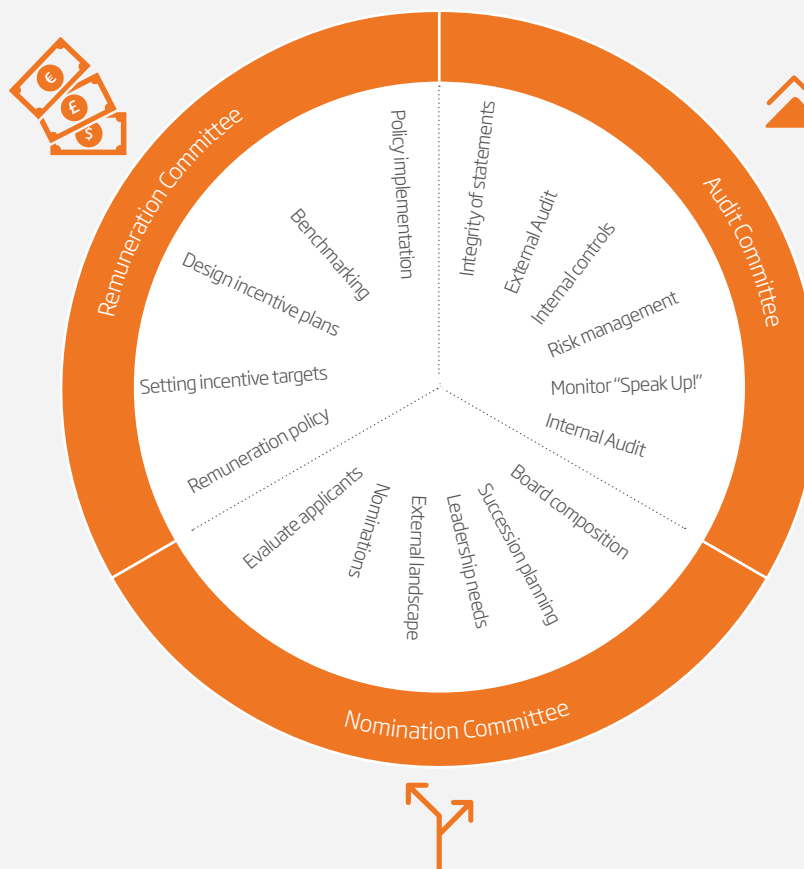 Remuneration Committee
Policy implementation
Benchmarking
Design incentive plans
Setting incentive targets
Remuneration policy
Audit Committee
Integrity of statements
External Audit
Internal controls
Risk management
Monitor “Speak Up!”
Internal Audit
Nomination Committee
Board composition
Succession planning
Leadership needs
External landscape
Nominations
Evaluate applicants
€
£
$